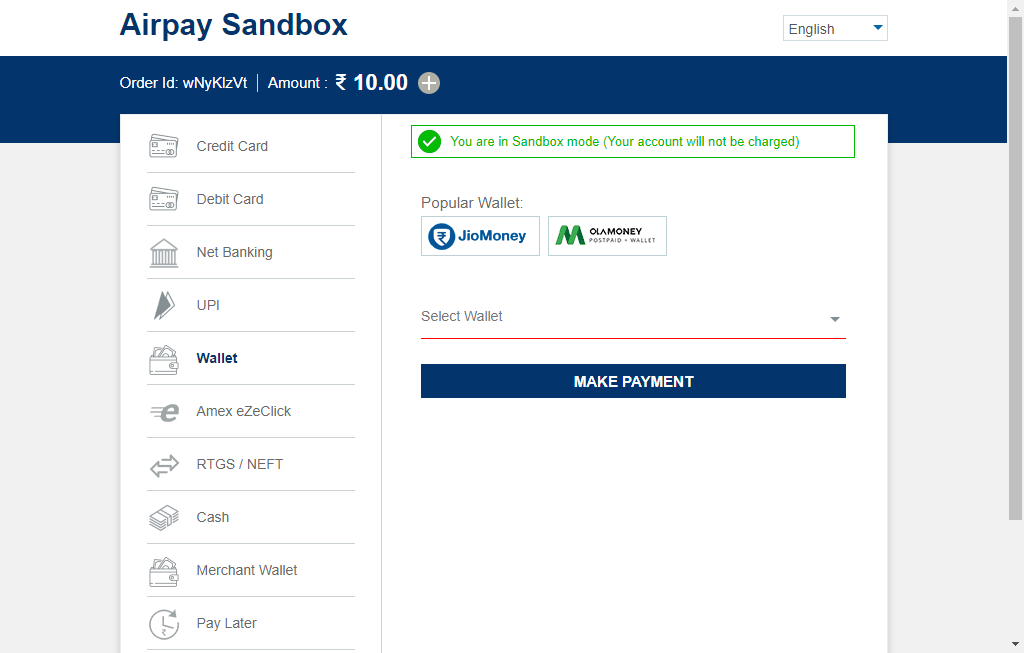 Airpay Sandbox
English
Order Id: wNyKlzVt | Amount : ₹ 10.00
Credit Card
Debit Card
Net Banking
UPI
Wallet
Amex eZeClick
RTGS / NEFT
Cash
Merchant Wallet
Pay Later
You are in Sandbox mode (Your account will not be charged)
Popular Wallet:
JioMoney
OLAMONEY
POSTPAID + WALLET
Select Wallet
MAKE PAYMENT